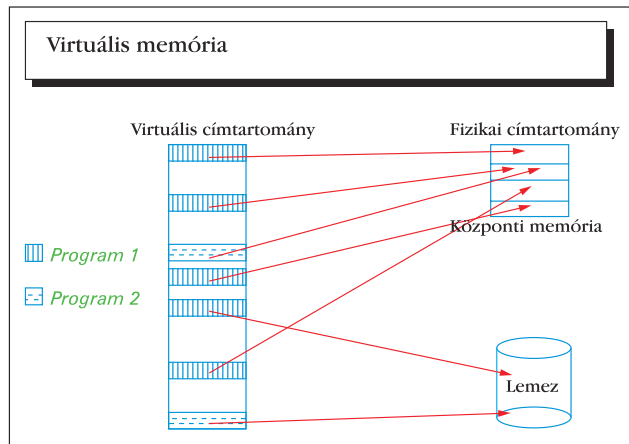 Virtuális memória
Virtuális címtartomány
Fizikai címtartomány
Központi memória
Program 1
Program 2
Lemez